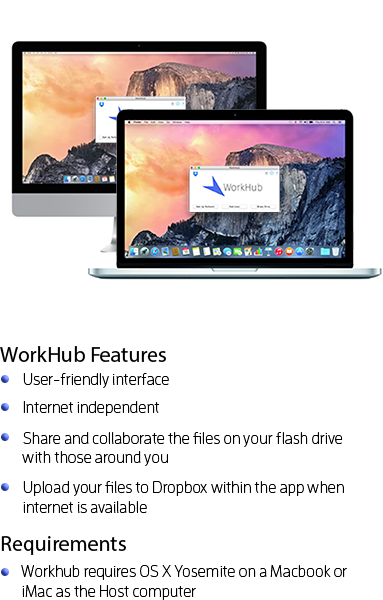 WorkHub
WorkHub Features
User-friendly interface
Internet independent
Share and collaborate the files on your flash drive
with those around you
Upload your files to Dropbox within the app when
internet is available
Requirements
Workhub requires OS X Yosemite on a Macbook or
iMac as the Host computer